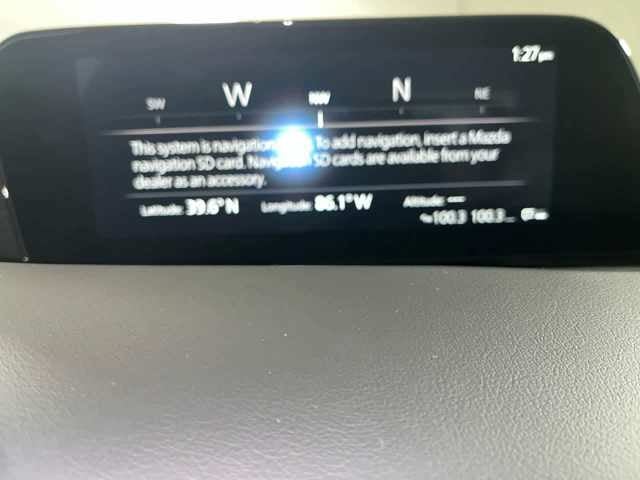 1:27 pm
SW W NW N NE
This system is navigation To add navigation, insert a Mazda
navigation SD card. Navigation SD cards are available from your
dealer as an accessory.
Latitude: 39.6°N Longitude: 86.1°W Altitude: ---
100.3 100.3